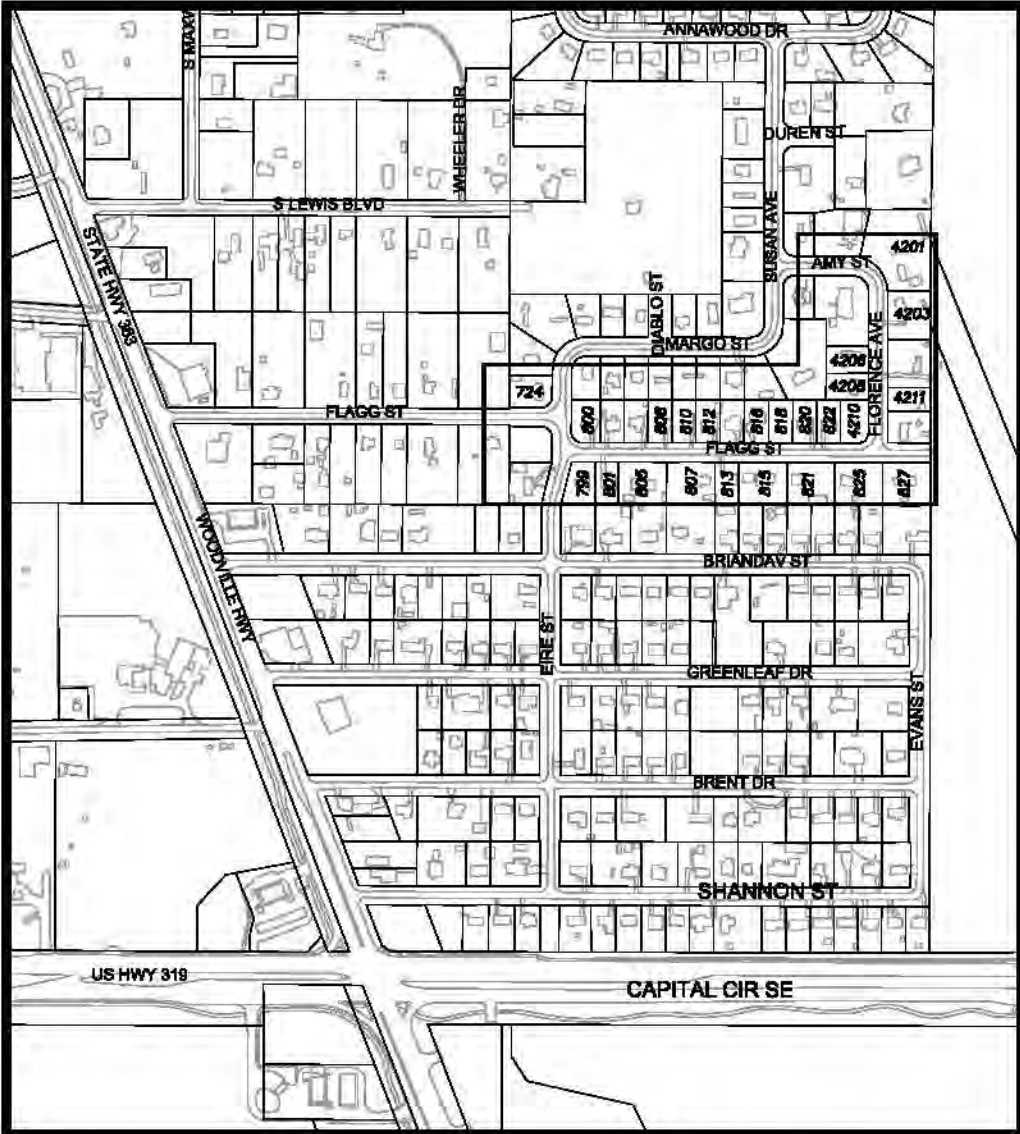 ANNAWOOD DR
S MAXW
WHEELER DR
DUREN ST
S LEWIS BLVD
SUSAN AVE
4201
AMY ST
STATE HWY 363
DIABLO ST
4203
FLORENCE AVE
MARGO ST
4206
724
4208
4211
FLAGG ST
800
806
810
812
816
818
820
822
4210
FLAGG ST
799
801
805
807
813
815
821
825
827
WOODVILLE HWY
BRIANDAV ST
EIRE ST
GREENLEAF DR
EVANS ST
BRENT DR
SHANNON ST
US HWY 319
CAPITAL CIR SE